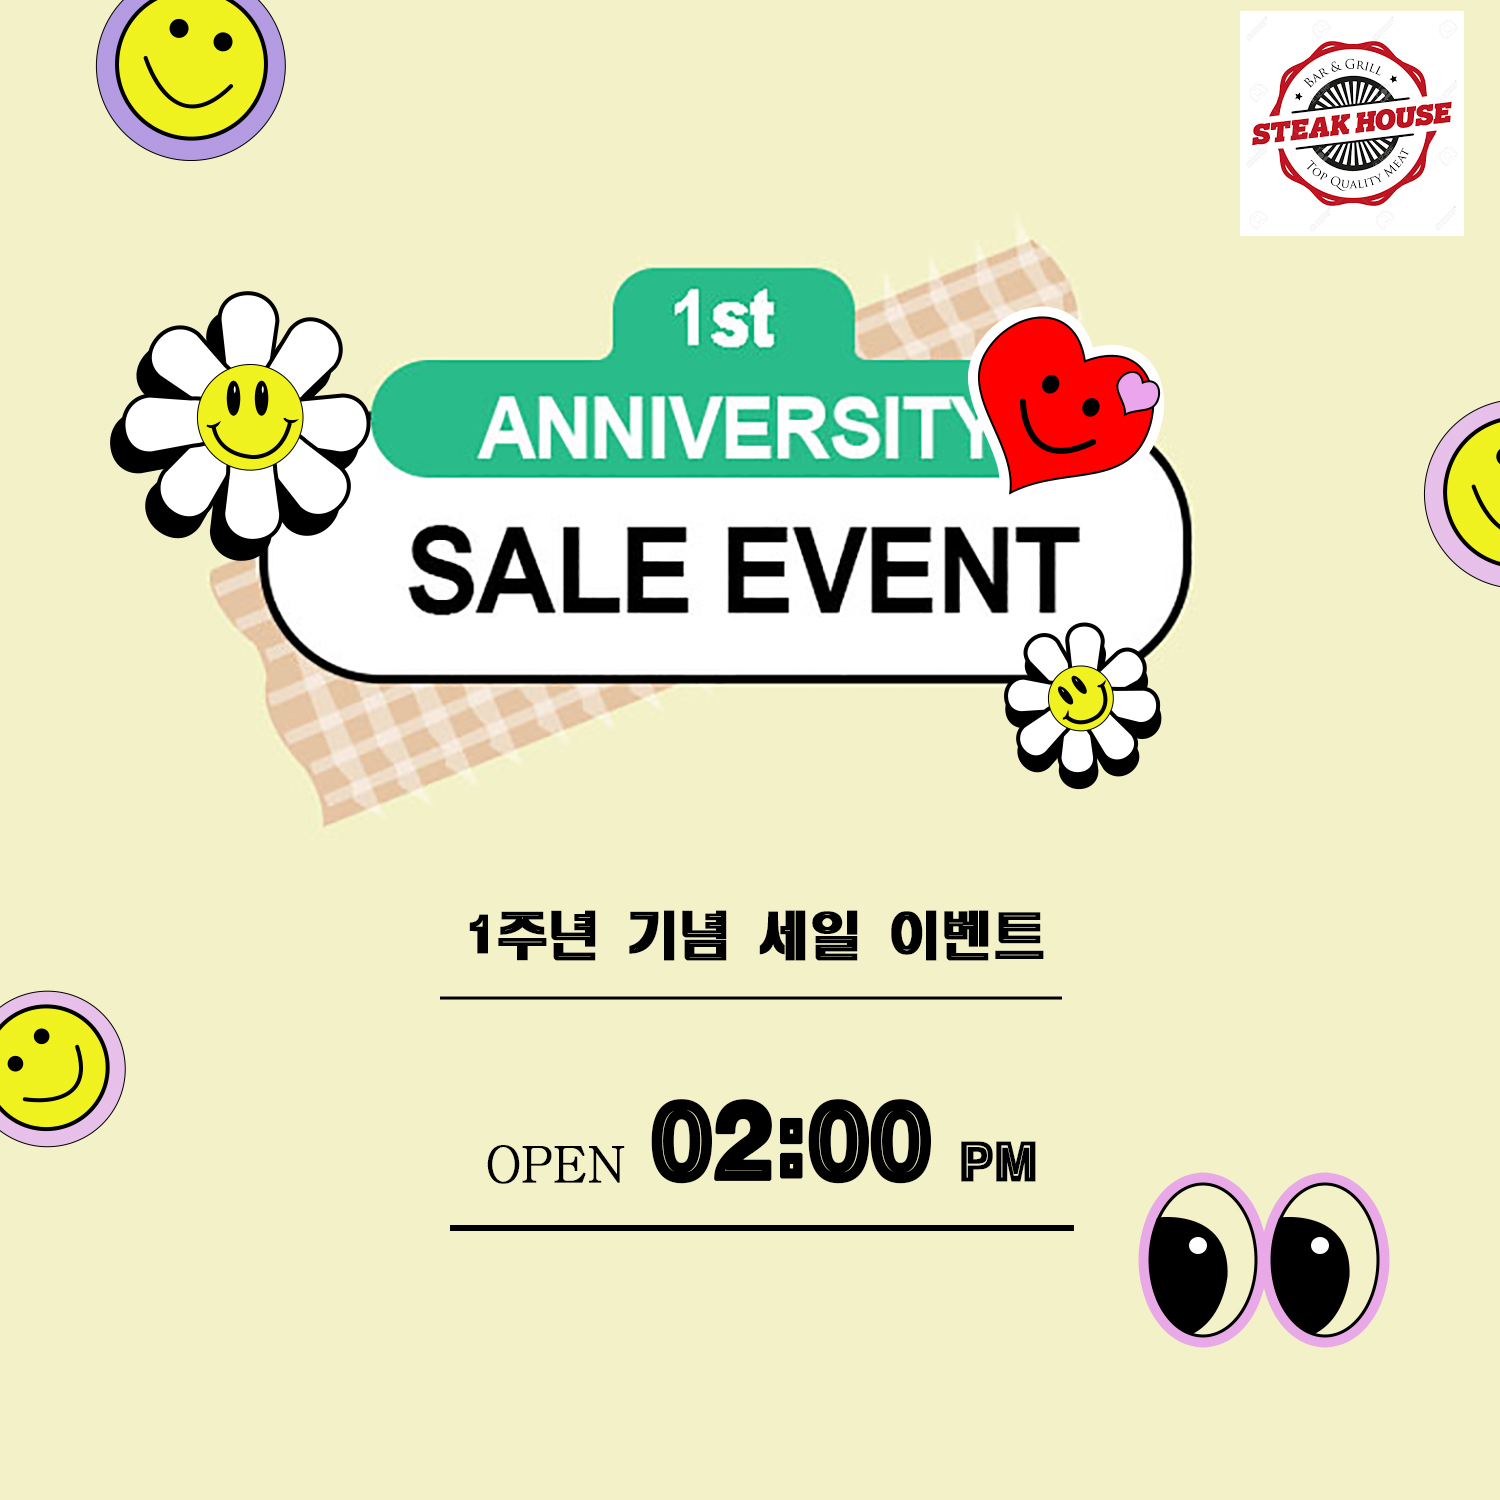 BAR & GRILL
STEAK HOUSE
TOP QUALITY MEAT
1st
ANNIVERSITY
SALE EVENT
1주년 기념 세일 이벤트
OPEN 02:00 PM